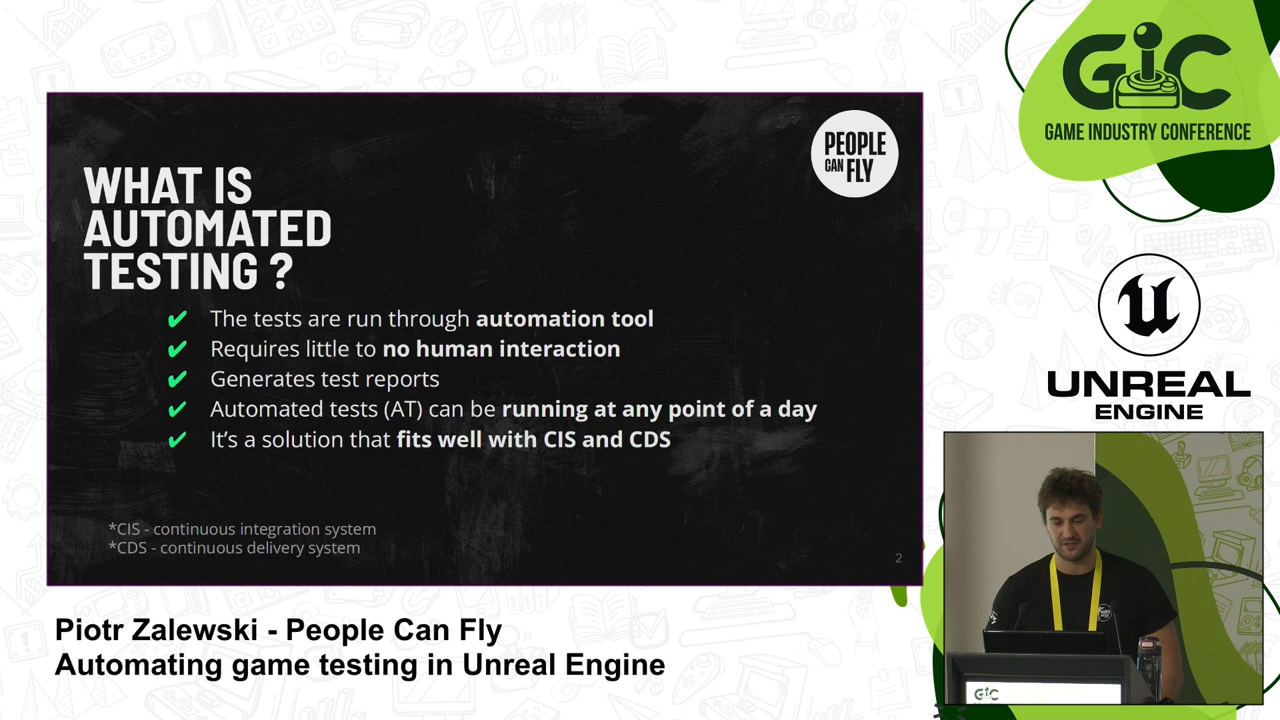 GIC
GAME INDUSTRY CONFERENCE
PEOPLE
CAN FLY
WHAT IS
AUTOMATED
TESTING ?
✔ The tests are run through automation tool
✔ Requires little to no human interaction
✔ Generates test reports
✔ Automated tests (AT) can be running at any point of a day
✔ It’s a solution that fits well with CIS and CDS
*CIS - continuous integration system
*CDS - continuous delivery system
2
UNREAL
ENGINE
GIC
Piotr Zalewski - People Can Fly
Automating game testing in Unreal Engine